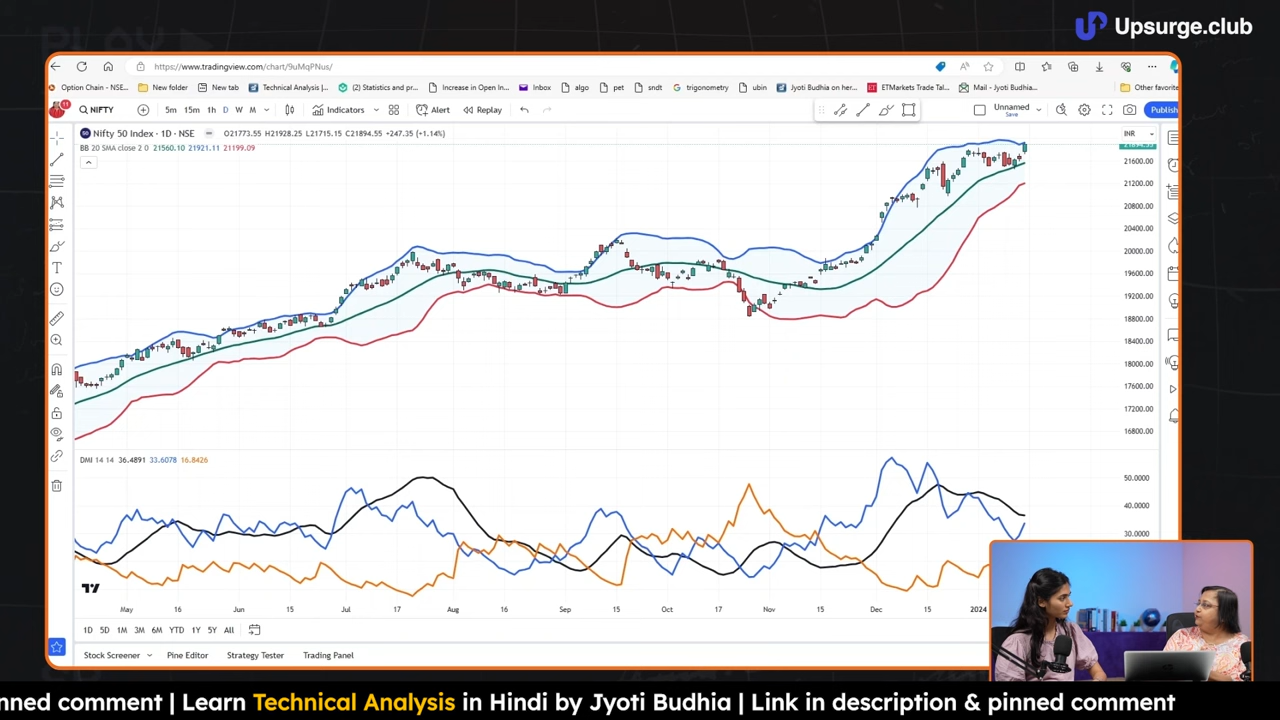 Upsurge.club
https://www.tradingview.com/chart/9uMqPNus/
Option Chain - NSE... New folder New tab Technical Analysis |... (2) Statistics and pr... Increase in Open In... Inbox algo pet sndt trigonometry ubin Jyoti Budhia on her... ET ETMarkets Trade Tal... Mail - Jyoti Budhia... Other favorite
11 NIFTY 5m 15m 1h D W M Indicators Alert Replay Unnamed Save Publish
Nifty 50 Index · 1D · NSE O21773.55 H21928.25 L21715.15 C21894.55 +247.35 (+1.14%) INR
BB 20 SMA close 2 0 21560.10 21921.11 21199.09
21600.00
21200.00
20800.00
20400.00
20000.00
19600.00
19200.00
18800.00
18400.00
18000.00
17600.00
17200.00
16800.00
DMI 14 14 36.4891 33.6078 16.8426
50.0000
40.0000
30.0000
May 16 Jun 15 Jul 17 Aug 16 Sep 15 Oct 17 Nov 15 Dec 15 2024
1D 5D 1M 3M 6M YTD 1Y 5Y All
Stock Screener Pine Editor Strategy Tester Trading Panel
nned comment | Learn Technical Analysis in Hindi by Jyoti Budhia | Link in description & pinned comment